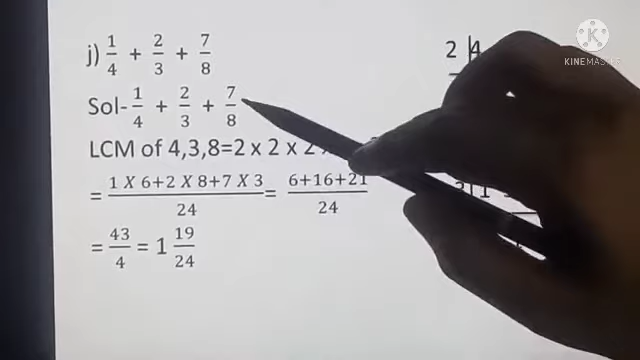 j) 1/4 + 2/3 + 7/8
2 4
KINEMASTER
Sol- 1/4 + 2/3 + 7/8
LCM of 4,3,8=2 x 2 x 2
= (1 X 6+2 X 8+7 X 3)/24 = (6+16+21)/24
= 43/4 = 1 19/24